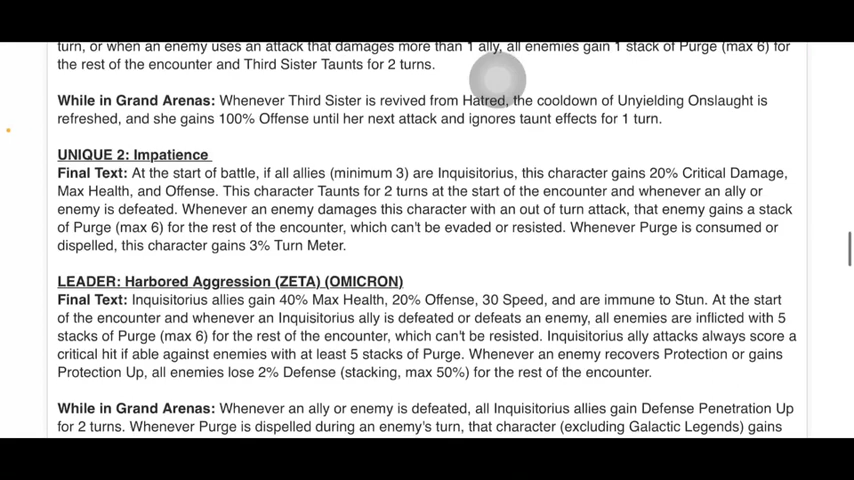 turn, or when an enemy uses an attack that damages more than 1 ally, all enemies gain 1 stack of Purge (max 6) for
the rest of the encounter and Third Sister Taunts for 2 turns.
While in Grand Arenas: Whenever Third Sister is revived from Hatred, the cooldown of Unyielding Onslaught is
refreshed, and she gains 100% Offense until her next attack and ignores taunt effects for 1 turn.
UNIQUE 2: Impatience
Final Text: At the start of battle, if all allies (minimum 3) are Inquisitorius, this character gains 20% Critical Damage,
Max Health, and Offense. This character Taunts for 2 turns at the start of the encounter and whenever an ally or
enemy is defeated. Whenever an enemy damages this character with an out of turn attack, that enemy gains a stack
of Purge (max 6) for the rest of the encounter, which can't be evaded or resisted. Whenever Purge is consumed or
dispelled, this character gains 3% Turn Meter.
LEADER: Harbored Aggression (ZETA) (OMICRON)
Final Text: Inquisitorius allies gain 40% Max Health, 20% Offense, 30 Speed, and are immune to Stun. At the start
of the encounter and whenever an Inquisitorius ally is defeated or defeats an enemy, all enemies are inflicted with 5
stacks of Purge (max 6) for the rest of the encounter, which can't be resisted. Inquisitorius ally attacks always score a
critical hit if able against enemies with at least 5 stacks of Purge. Whenever an enemy recovers Protection or gains
Protection Up, all enemies lose 2% Defense (stacking, max 50%) for the rest of the encounter.
While in Grand Arenas: Whenever an ally or enemy is defeated, all Inquisitorius allies gain Defense Penetration Up
for 2 turns. Whenever Purge is dispelled during an enemy's turn, that character (excluding Galactic Legends) gains